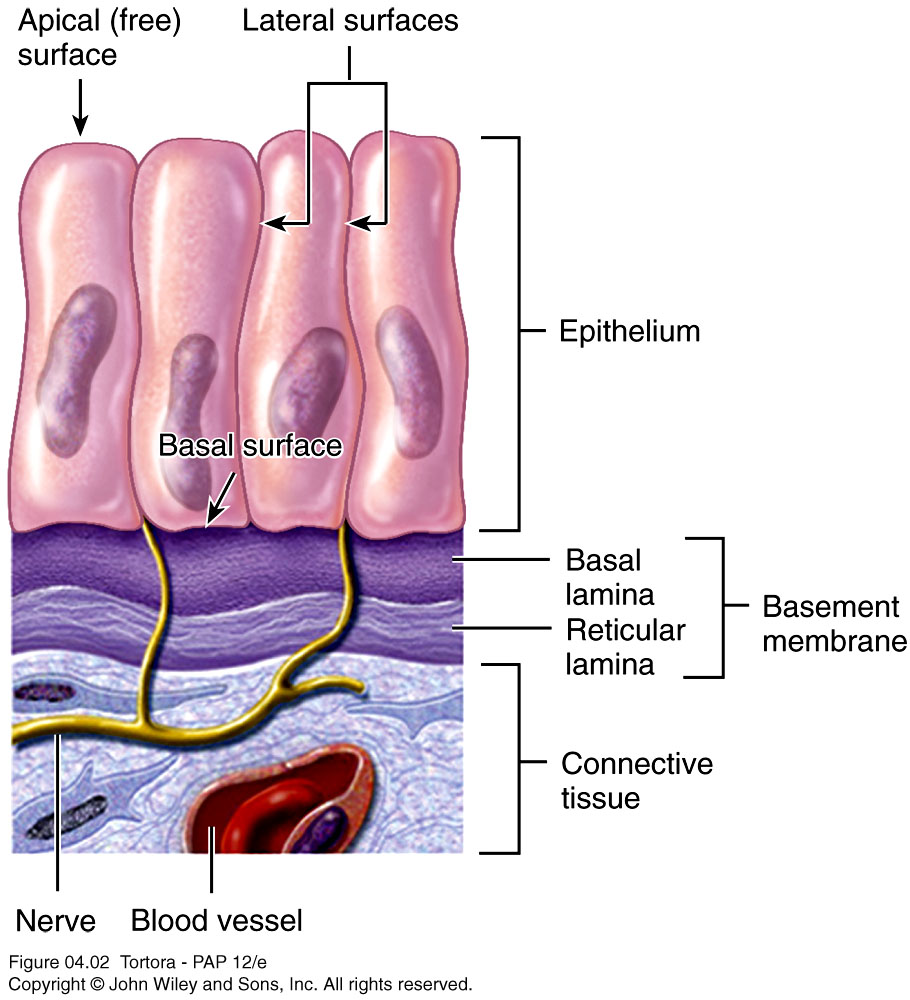 Apical (free)
surface
Lateral surfaces
Epithelium
Basal surface
Basal
lamina
Reticular
lamina
Basement
membrane
Connective
tissue
Nerve
Blood vessel
Figure 04.02 Tortora - PAP 12/e
Copyright © John Wiley and Sons, Inc. All rights reserved.